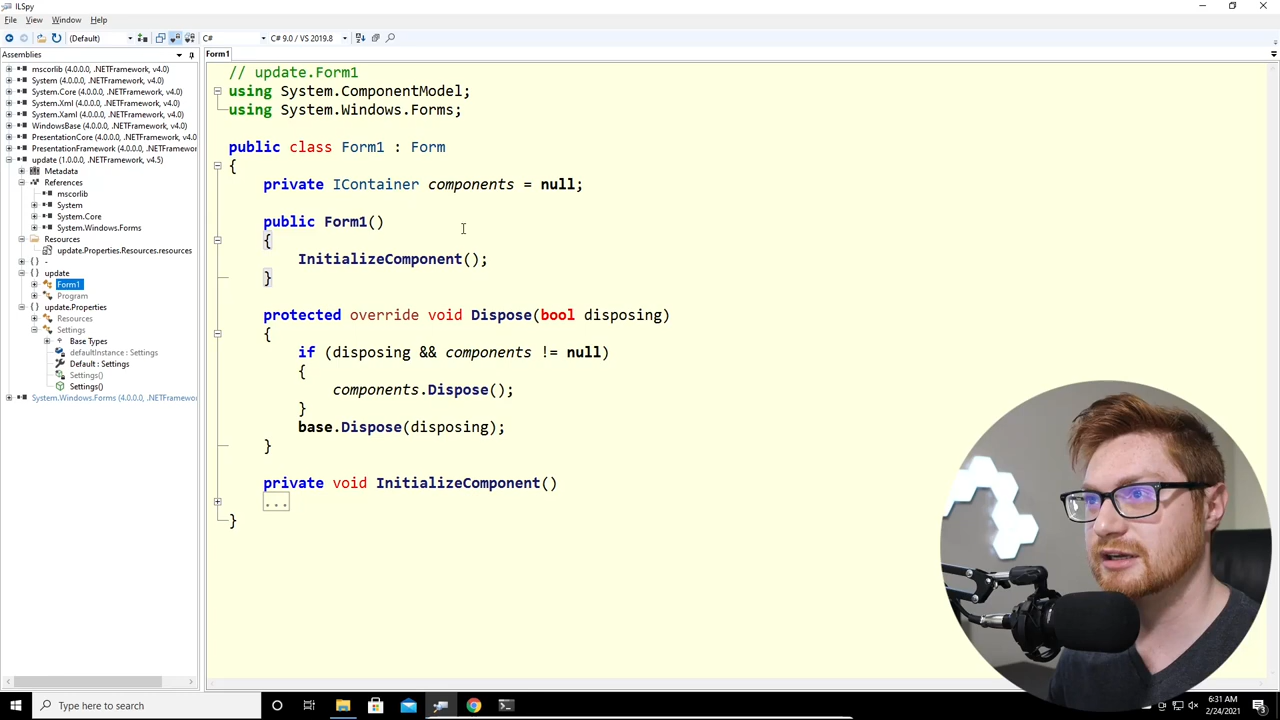 ILSpy
File View Window Help
(Default) C# C# 9.0 / VS 2019.8
Assemblies
Form1
mscorlib (4.0.0.0, .NETFramework, v4.0)
System (4.0.0.0, .NETFramework, v4.0)
System.Core (4.0.0.0, .NETFramework, v4.0)
System.Xml (4.0.0.0, .NETFramework, v4.0)
System.Xaml (4.0.0.0, .NETFramework, v4.0)
WindowsBase (4.0.0.0, .NETFramework, v4.0)
PresentationCore (4.0.0.0, .NETFramework, v4.0
PresentationFramework (4.0.0.0, .NETFramewor
update (1.0.0.0, .NETFramework, v4.5)
Metadata
References
mscorlib
System
System.Core
System.Windows.Forms
Resources
update.Properties.Resources.resources
{ } -
{ } update
Form1
Program
{ } update.Properties
Resources
Settings
Base Types
defaultInstance : Settings
Default : Settings
Settings()
Settings()
System.Windows.Forms (4.0.0.0, .NETFramewo
// update.Form1
using System.ComponentModel;
using System.Windows.Forms;
public class Form1 : Form
{
private IContainer components = null;
public Form1()
{
InitializeComponent();
}
protected override void Dispose(bool disposing)
{
if (disposing && components != null)
{
components.Dispose();
}
base.Dispose(disposing);
}
private void InitializeComponent()
...
}
Type here to search
6:31 AM
2/24/2021
3